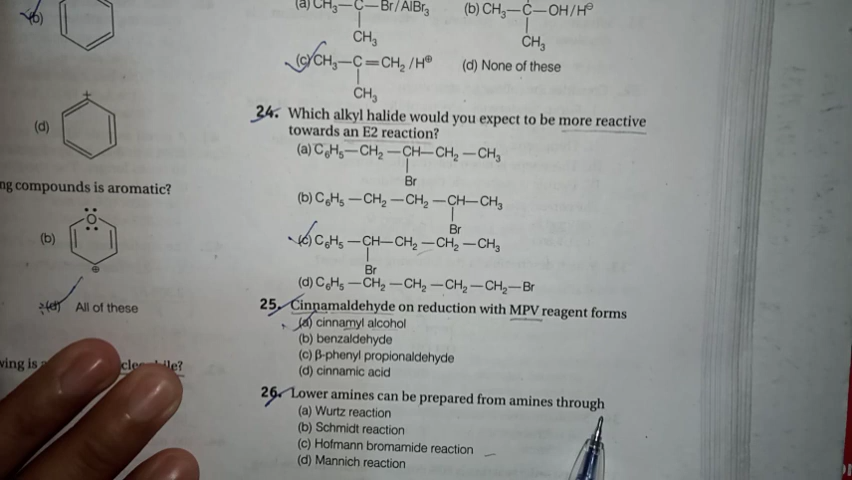 (b)
(d)
ng compounds is aromatic?
O
(b)
(d) All of these
wing is
(a) CH₃—C—Br/AlBr₃ (b) CH₃—C—OH/H⊖
CH₃ CH₃
(c) CH₃—C=CH₂/H⊕ (d) None of these
CH₃
24. Which alkyl halide would you expect to be more reactive
towards an E2 reaction?
(a) C₆H₅—CH₂—CH—CH₂—CH₃
Br
(b) C₆H₅—CH₂—CH₂—CH—CH₃
Br
(c) C₆H₅—CH—CH₂—CH₂—CH₃
Br
(d) C₆H₅—CH₂—CH₂—CH₂—CH₂—Br
25. Cinnamaldehyde on reduction with MPV reagent forms
(a) cinnamyl alcohol
(b) benzaldehyde
(c) β-phenyl propionaldehyde
(d) cinnamic acid
26. Lower amines can be prepared from amines through
(a) Wurtz reaction
(b) Schmidt reaction
(c) Hofmann bromamide reaction
(d) Mannich reaction